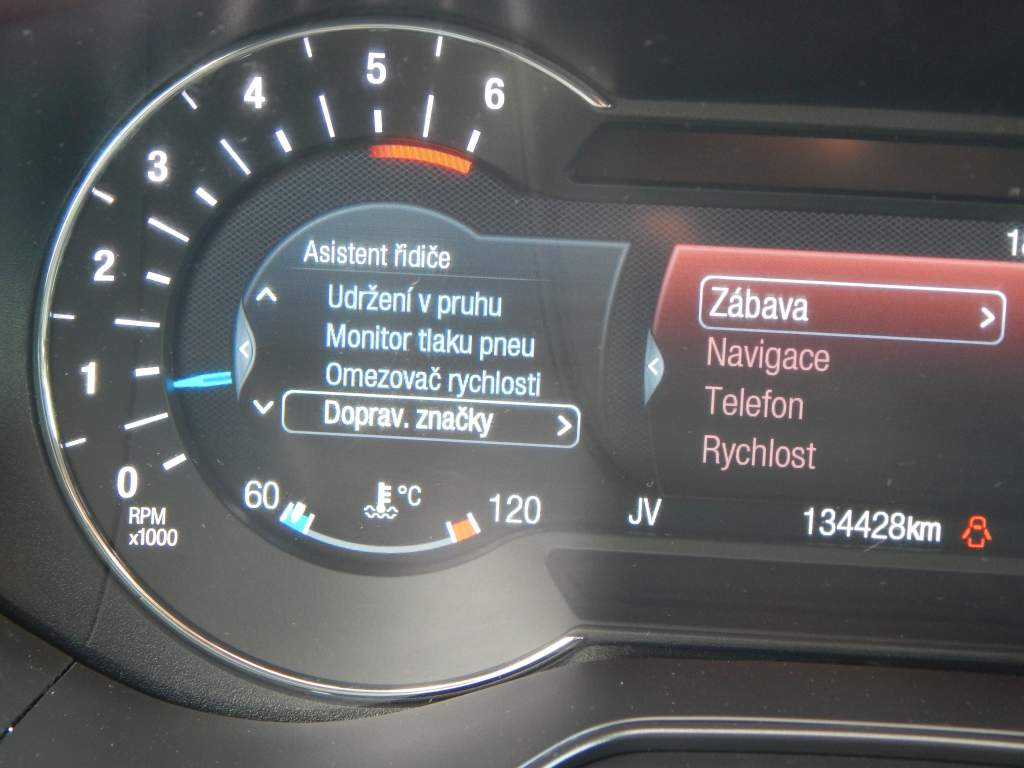 6
5
4
3
2
1
0
RPM
x1000
Asistent řidiče
Udržení v pruhu
Monitor tlaku pneu
Omezovač rychlosti
Doprav. značky
60
°C
120
Zábava
Navigace
Telefon
Rychlost
JV
134428km